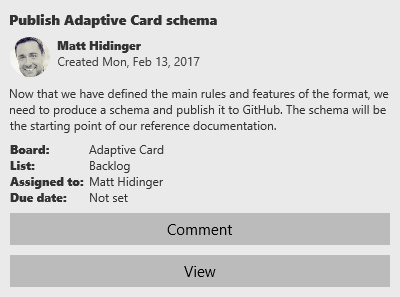 Publish Adaptive Card schema
Matt Hidinger
Created Mon, Feb 13, 2017
Now that we have defined the main rules and features of the format, we
need to produce a schema and publish it to GitHub. The schema will be
the starting point of our reference documentation.
Board: Adaptive Card
List: Backlog
Assigned to: Matt Hidinger
Due date: Not set
Comment
View